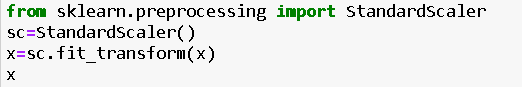 from sklearn.preprocessing import StandardScaler
sc=StandardScaler()
x=sc.fit_transform(x)
x